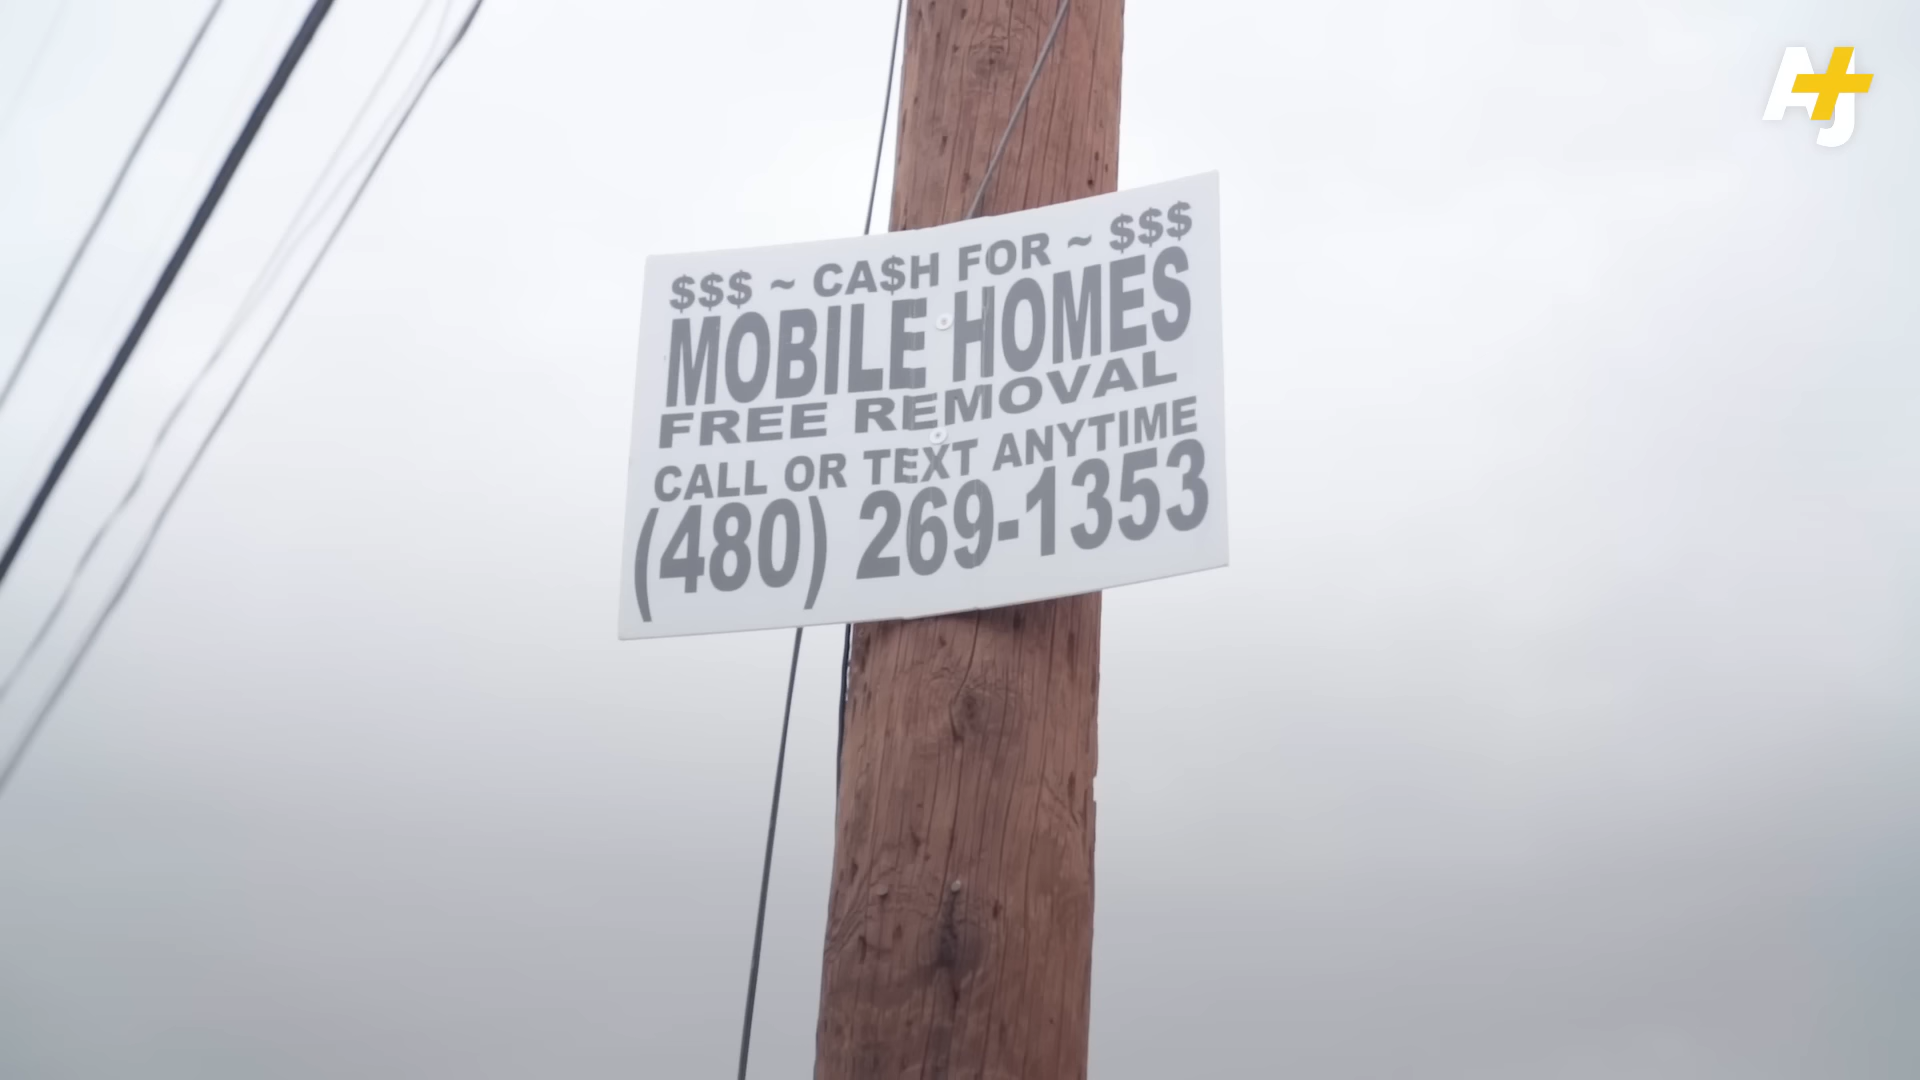 $$$ ~ CA$H FOR ~ $$$
MOBILE HOMES
FREE REMOVAL
CALL OR TEXT ANYTIME
(480) 269-1353
AJ+